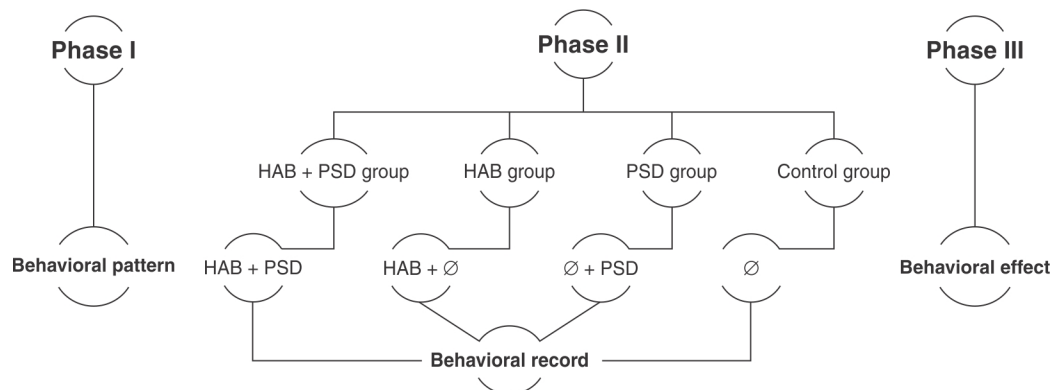 Phase I
Phase II
Phase III
HAB + PSD group
HAB group
PSD group
Control group
Behavioral pattern
HAB + PSD
HAB + ∅
∅ + PSD
∅
Behavioral effect
Behavioral record